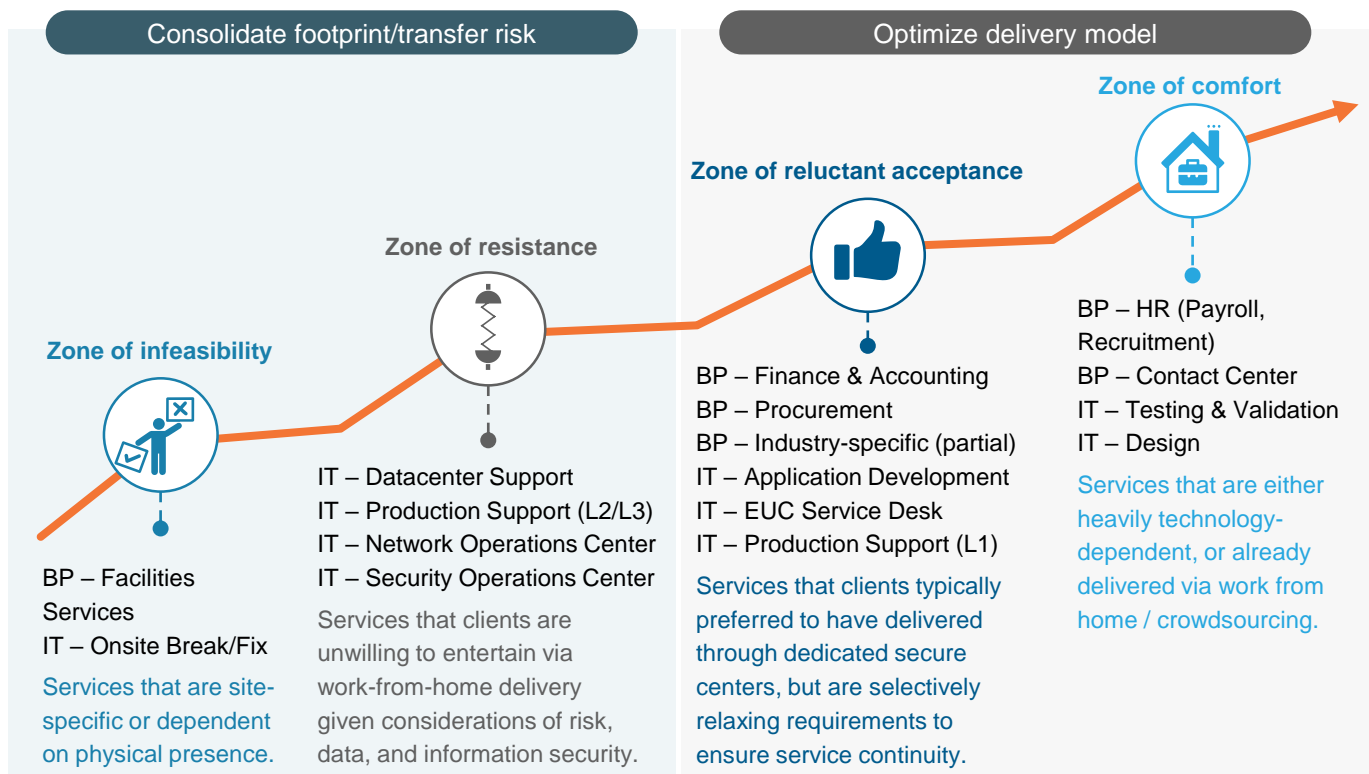 Consolidate footprint/transfer risk
Optimize delivery model
Zone of infeasibility
BP – Facilities
Services
IT – Onsite Break/Fix
Services that are site-
specific or dependent
on physical presence.
Zone of resistance
IT – Datacenter Support
IT – Production Support (L2/L3)
IT – Network Operations Center
IT – Security Operations Center
Services that clients are
unwilling to entertain via
work-from-home delivery
given considerations of risk,
data, and information security.
Zone of reluctant acceptance
BP – Finance & Accounting
BP – Procurement
BP – Industry-specific (partial)
IT – Application Development
IT – EUC Service Desk
IT – Production Support (L1)
Services that clients typically
preferred to have delivered
through dedicated secure
centers, but are selectively
relaxing requirements to
ensure service continuity.
Zone of comfort
BP – HR (Payroll,
Recruitment)
BP – Contact Center
IT – Testing & Validation
IT – Design
Services that are either
heavily technology-
dependent, or already
delivered via work from
home / crowdsourcing.